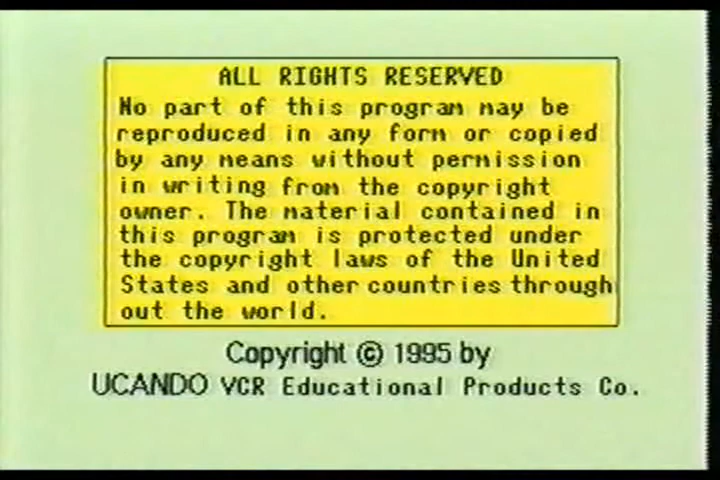 ALL RIGHTS RESERVED
No part of this program may be
reproduced in any form or copied
by any means without permission
in writing from the copyright
owner. The material contained in
this program is protected under
the copyright laws of the United
States and other countries through
out the world.
Copyright © 1995 by
UCANDO VCR Educational Products Co.